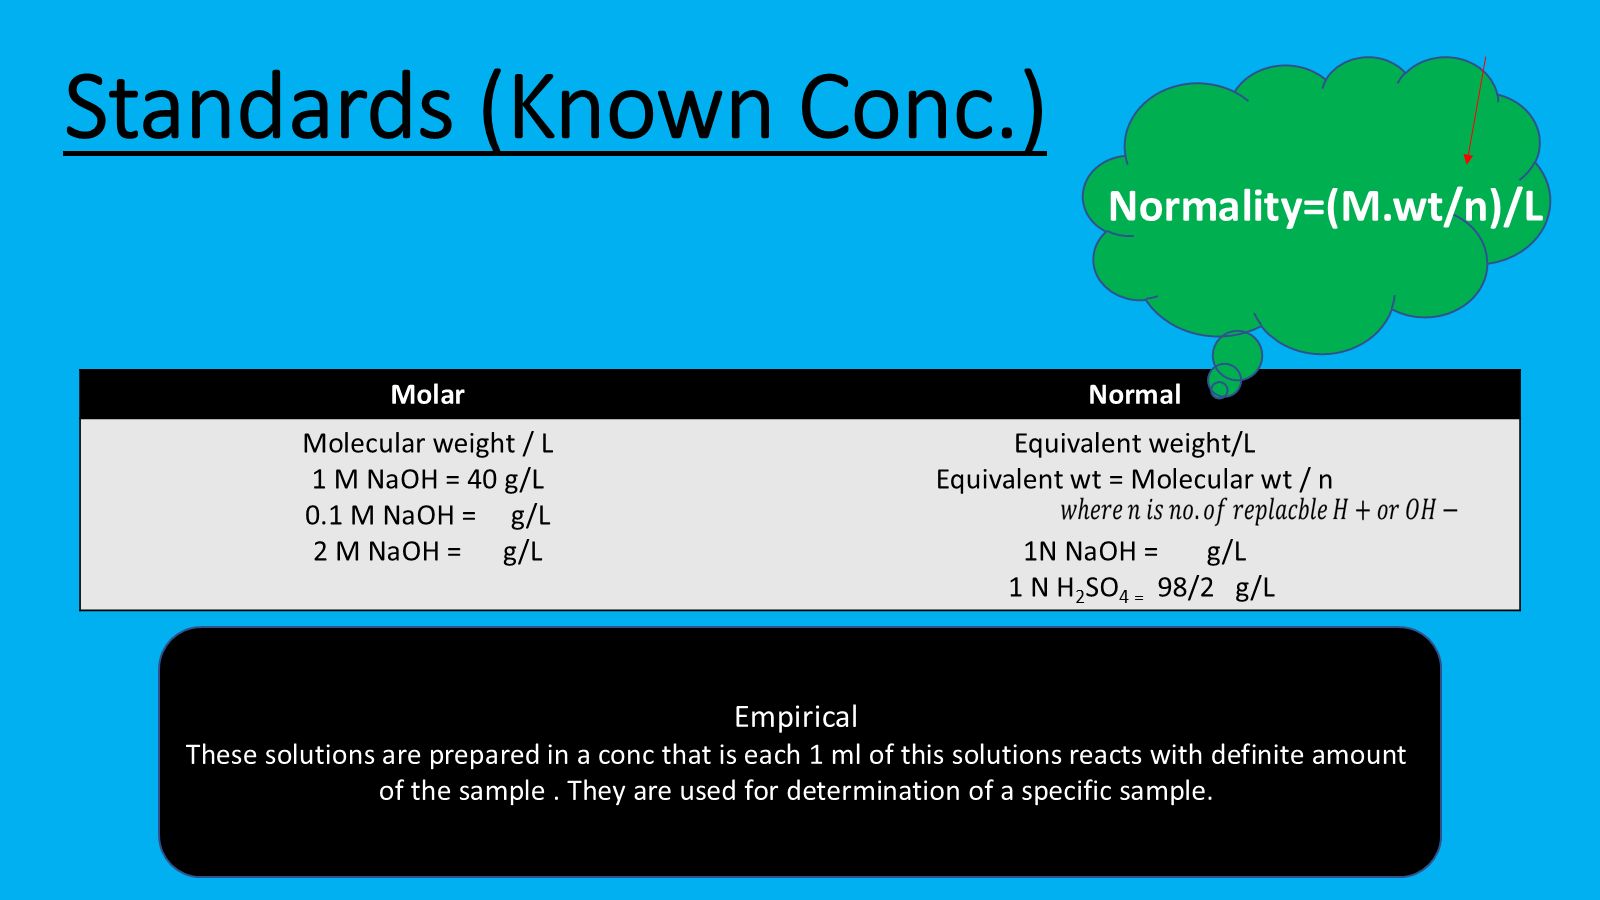 Standards (Known Conc.)
Normality=(M.wt/n)/L
Molar
Normal
Molecular weight / L
1 M NaOH = 40 g/L
0.1 M NaOH = g/L
2 M NaOH = g/L
Equivalent weight/L
Equivalent wt = Molecular wt / n
where n is no. of replacble H + or OH −
1N NaOH = g/L
1 N H₂SO₄ = 98/2 g/L
Empirical
These solutions are prepared in a conc that is each 1 ml of this solutions reacts with definite amount
of the sample . They are used for determination of a specific sample.